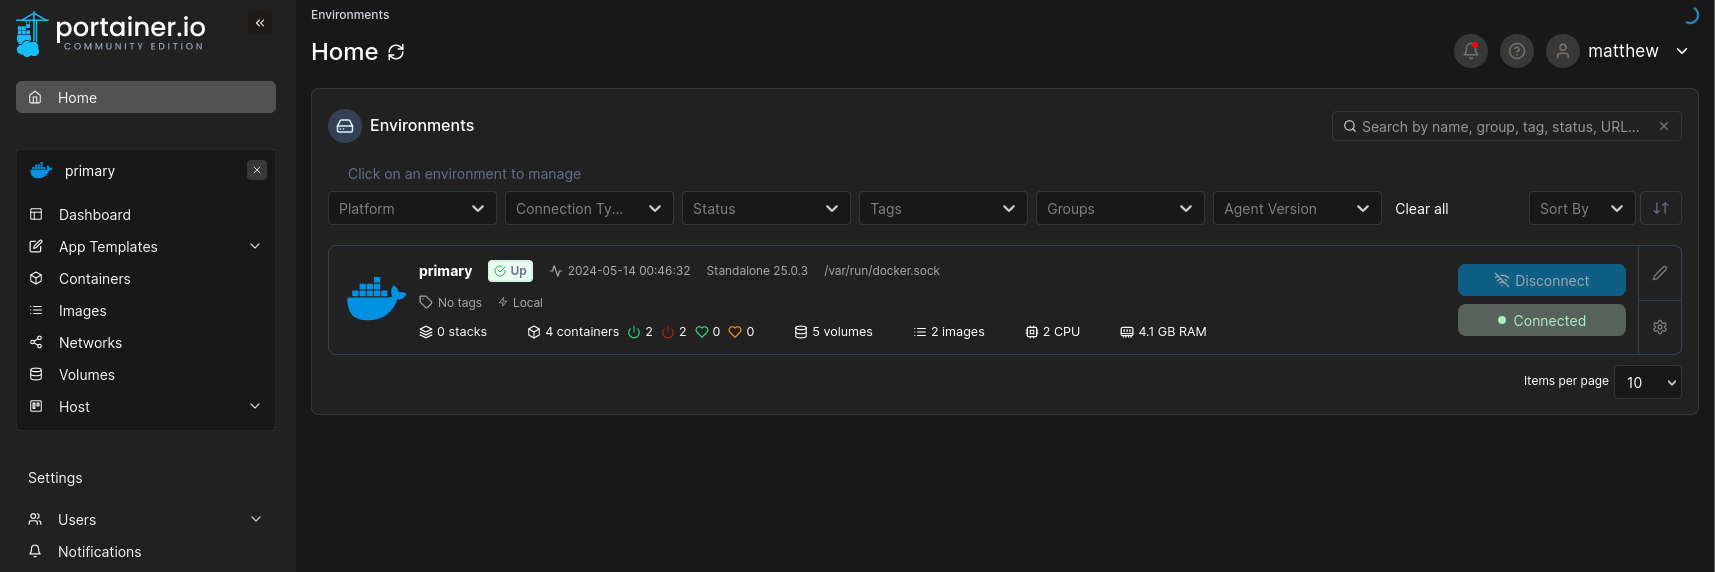 portainer.io
COMMUNITY EDITION
Home
primary
Dashboard
App Templates
Containers
Images
Networks
Volumes
Host
Settings
Users
Notifications
Environments
Home
matthew
Environments
Search by name, group, tag, status, URL...
Click on an environment to manage
Platform Connection Ty... Status Tags Groups Agent Version Clear all Sort By
primary Up 2024-05-14 00:46:32 Standalone 25.0.3 /var/run/docker.sock
No tags Local
0 stacks 4 containers 2 2 0 0 5 volumes 2 images 2 CPU 4.1 GB RAM
Disconnect
Connected
Items per page 10